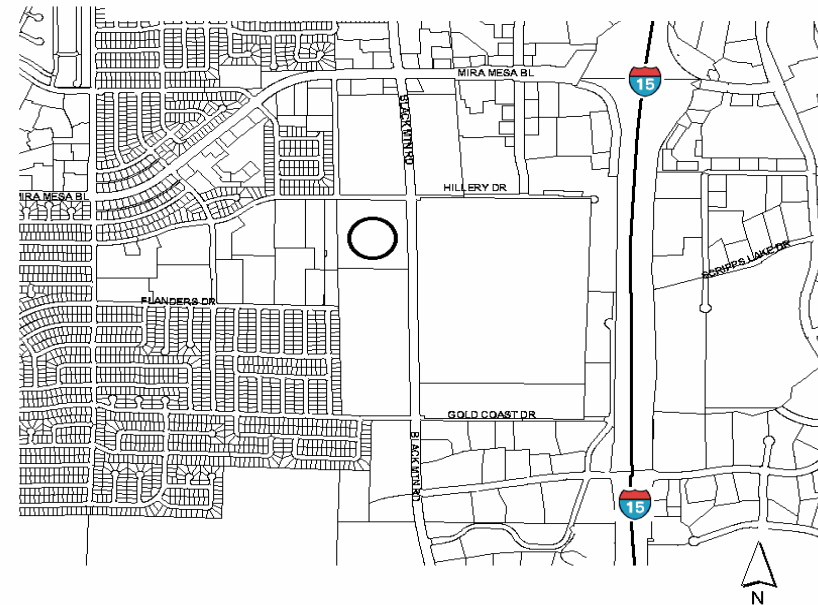 MIRA MESA BL
15
BLACK MTN RD
HILLERY DR
MIRA MESA BL
SCRIPPS LAKE DR
FLANDERS DR
GOLD COAST DR
BLACK MTN RD
15
N